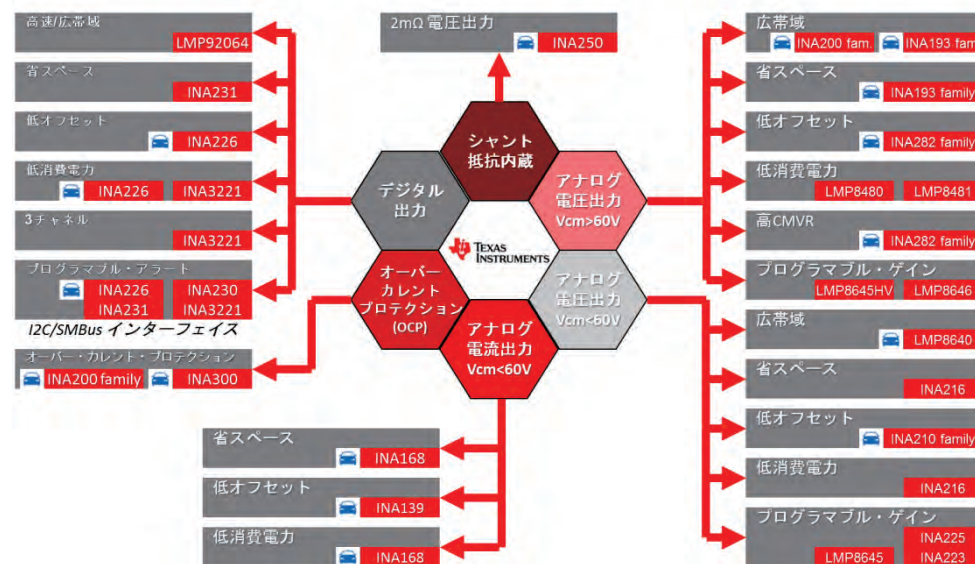 高速/広帯域
LMP92064
省スペース
INA231
低オフセット
INA226
低消費電力
INA226 INA3221
3チャネル
INA3221
プログラマブル・アラート
INA226 INA230
INA231 INA3221
I2C/SMBus インターフェイス
オーバー・カレント・プロテクション
INA200 family INA300
2mΩ 電圧出力
INA250
シャント
抵抗内蔵
デジタル
出力
アナログ
電圧出力
Vcm>60V
TEXAS
INSTRUMENTS
オーバー
カレント
プロテクション
(OCP)
アナログ
電圧出力
Vcm<60V
アナログ
電流出力
Vcm<60V
省スペース
INA168
低オフセット
INA139
低消費電力
INA168
広帯域
INA200 fam. INA193 fam
省スペース
INA193 family
低オフセット
INA282 family
低消費電力
LMP8480 LMP8481
高CMVR
INA282 family
プログラマブル・ゲイン
LMP8645HV LMP8646
広帯域
LMP8640
省スペース
INA216
低オフセット
INA210 family
低消費電力
INA216
プログラマブル・ゲイン
INA225
LMP8645 INA223